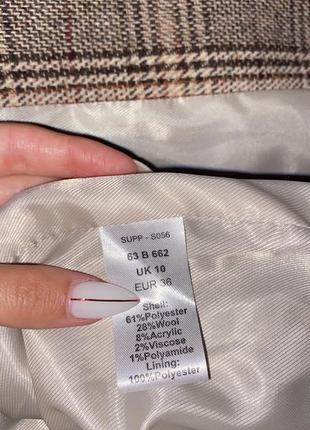 SUPP - S056
63 B 662
UK 10
EUR 36
Shell:
61%Polyester
28%Wool
8%Acrylic
2%Viscose
1%Polyamide
Lining:
100%Polyester